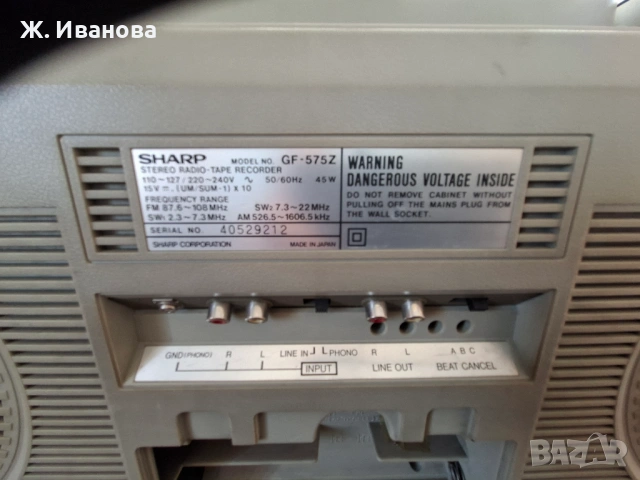 Ж. Иванова
SHARP MODEL NO. GF-575Z
STEREO RADIO-TAPE RECORDER
110~127/220~240V ∿ 50/60Hz 45W
15V ⎓, (UM/SUM-1) x 10
FREQUENCY RANGE
FM 87.6~108MHz SW2 7.3~22MHz
SW1 2.3~7.3MHz AM 526.5~1606.5kHz
SERIAL NO. 40529212
SHARP CORPORATION MADE IN JAPAN
WARNING
DANGEROUS VOLTAGE INSIDE
DO NOT REMOVE CABINET WITHOUT
PULLING OFF THE MAINS PLUG FROM
THE WALL SOCKET.
GND(PHONO) R L LINE IN PHONO R L A B C
INPUT LINE OUT BEAT CANCEL
BAZAR